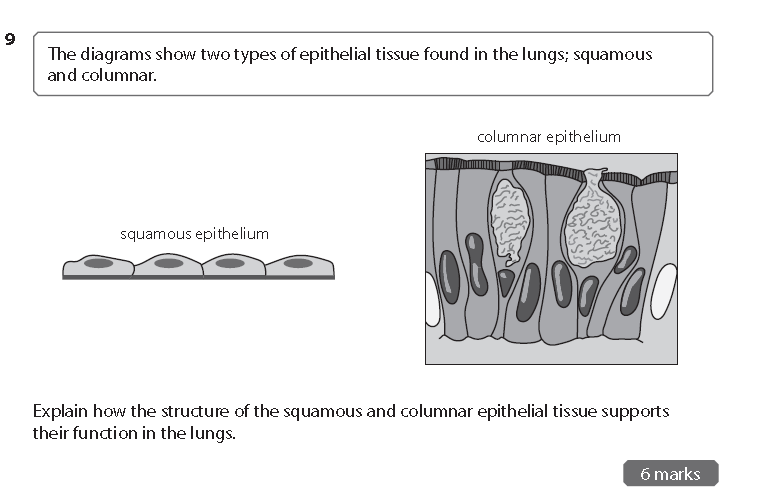 9
The diagrams show two types of epithelial tissue found in the lungs; squamous
and columnar.
columnar epithelium
squamous epithelium
Explain how the structure of the squamous and columnar epithelial tissue supports
their function in the lungs.
6 marks